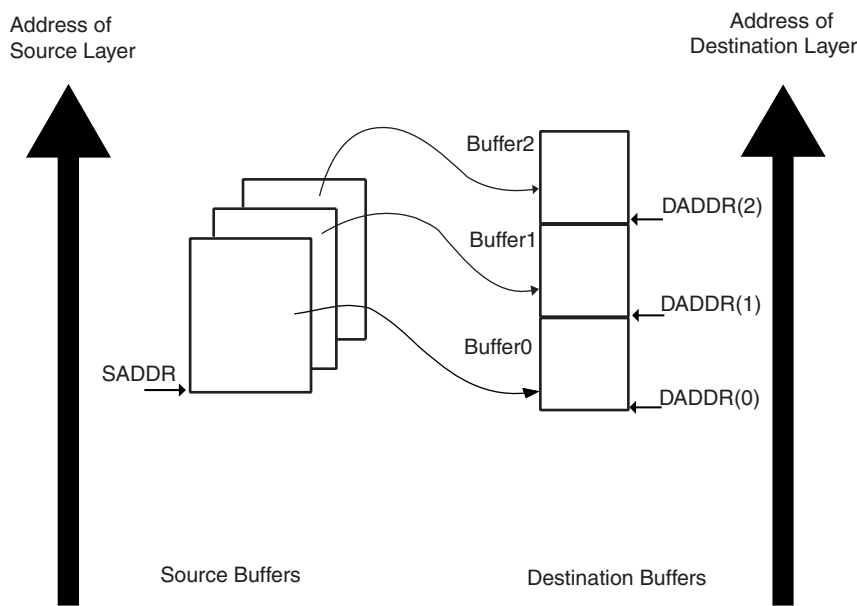 Address of
Source Layer
Address of
Destination Layer
Buffer2
DADDR(2)
Buffer1
DADDR(1)
Buffer0
SADDR
DADDR(0)
Source Buffers
Destination Buffers